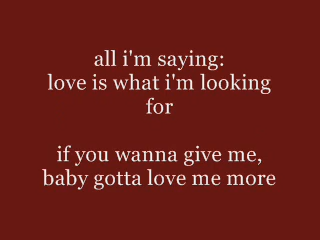 all i'm saying:
love is what i'm looking
for
if you wanna give me,
baby gotta love me more